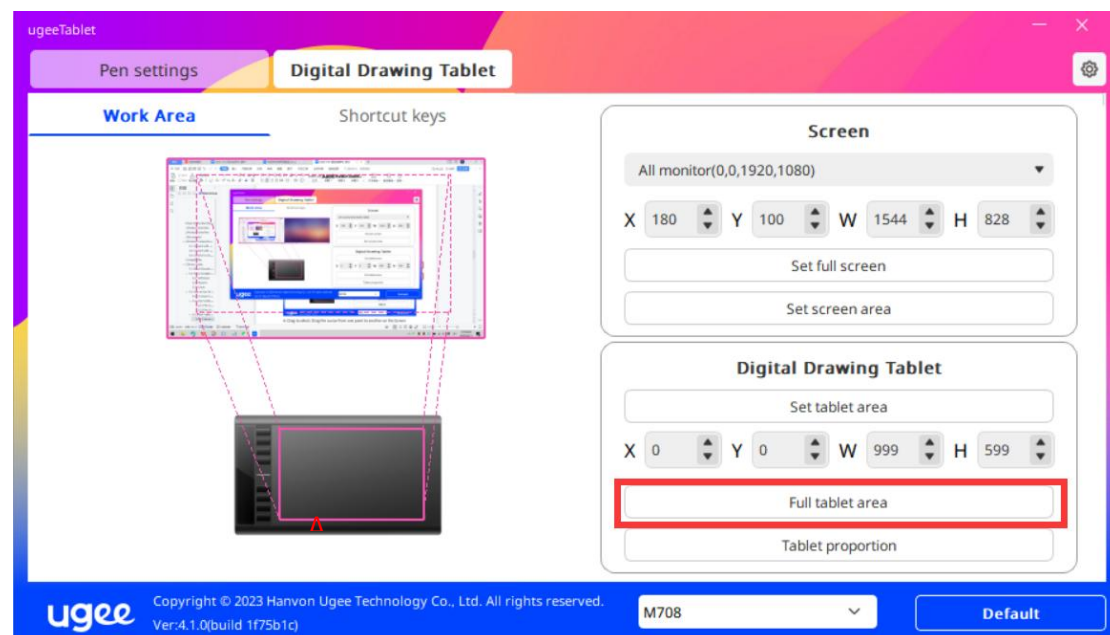 ugeeTablet
Pen settings
Digital Drawing Tablet
Work Area
Shortcut keys
Screen
All monitor(0,0,1920,1080)
X 180 Y 100 W 1544 H 828
Set full screen
Set screen area
Digital Drawing Tablet
Set tablet area
X 0 Y 0 W 999 H 599
Full tablet area
Tablet proportion
ugee
Copyright © 2023 Hanvon Ugee Technology Co., Ltd. All rights reserved.
Ver:4.1.0(build 1f75b1c)
M708
Default